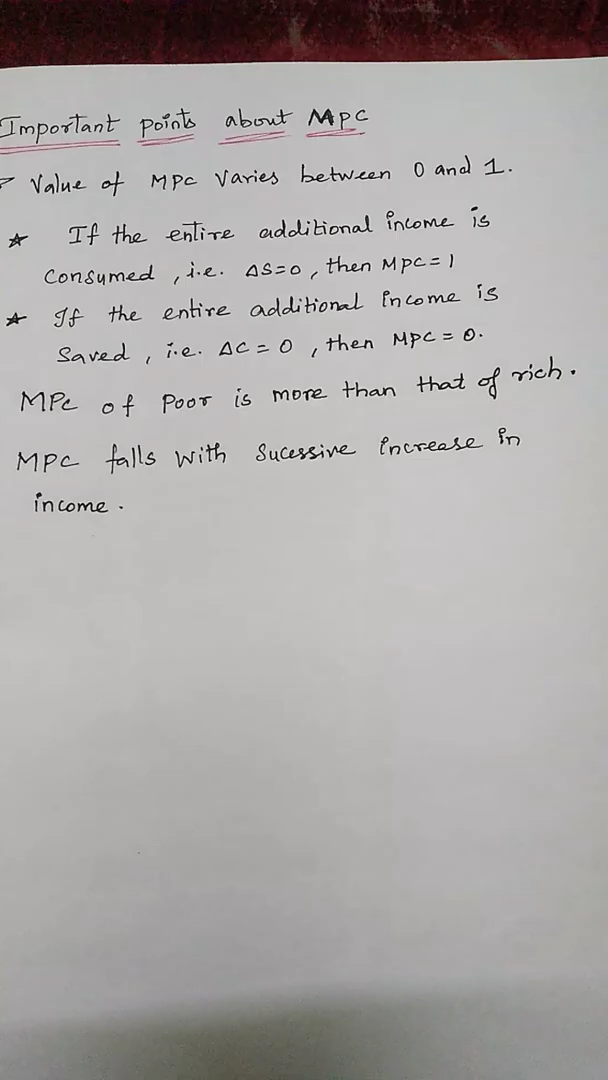 Important points about MPC
Value of MPC varies between 0 and 1.
☆ If the entire additional income is
Consumed, i.e. ΔS=0, then MPC=1
☆ If the entire additional income is
Saved, i.e. ΔC=0, then MPC=0.
MPC of Poor is more than that of rich.
MPC falls with Sucessive increase in
income.